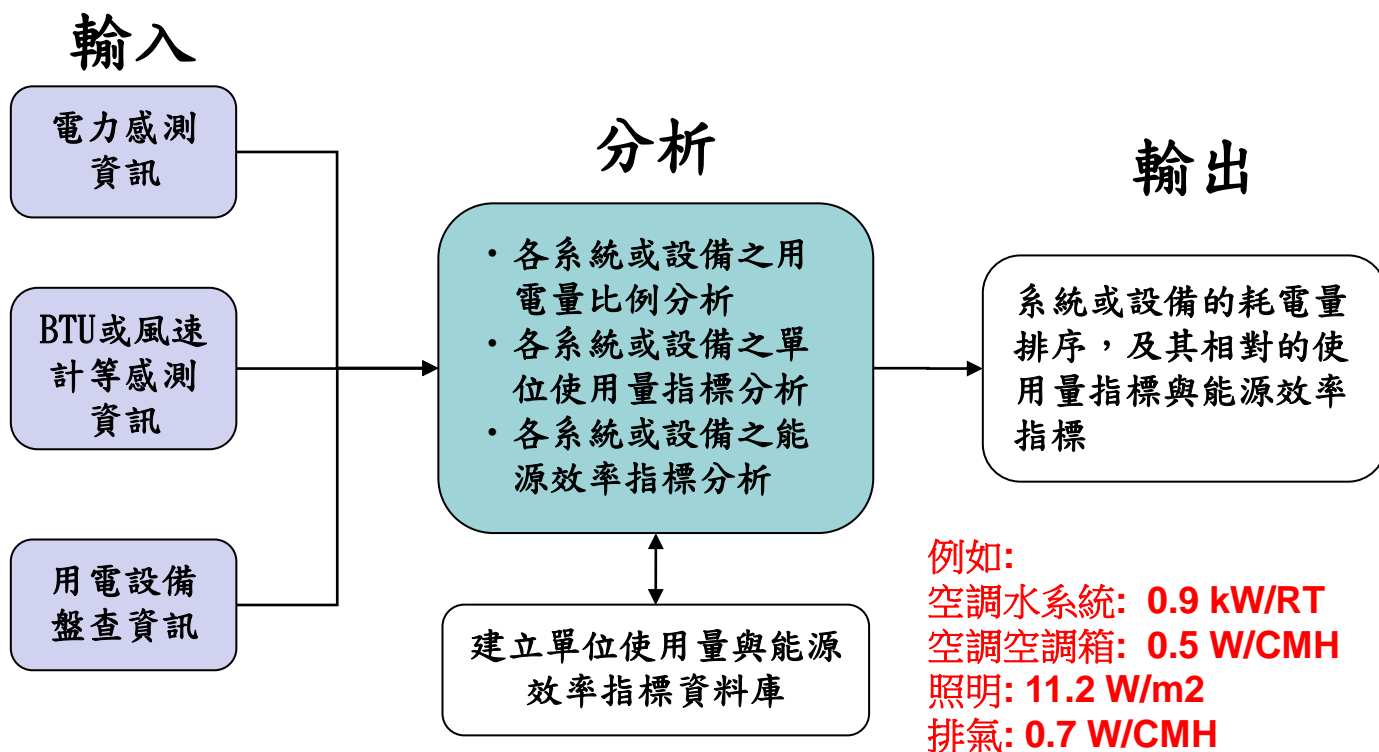 輸入
電力感測
資訊
BTU或風速
計等感測
資訊
用電設備
盤查資訊
分析
・各系統或設備之用
電量比例分析
・各系統或設備之單
位使用量指標分析
・各系統或設備之能
源效率指標分析
建立單位使用量與能源
效率指標資料庫
輸出
系統或設備的耗電量
排序，及其相對的使
用量指標與能源效率
指標
例如:
空調水系統: 0.9 kW/RT
空調空調箱: 0.5 W/CMH
照明: 11.2 W/m2
排氣: 0.7 W/CMH